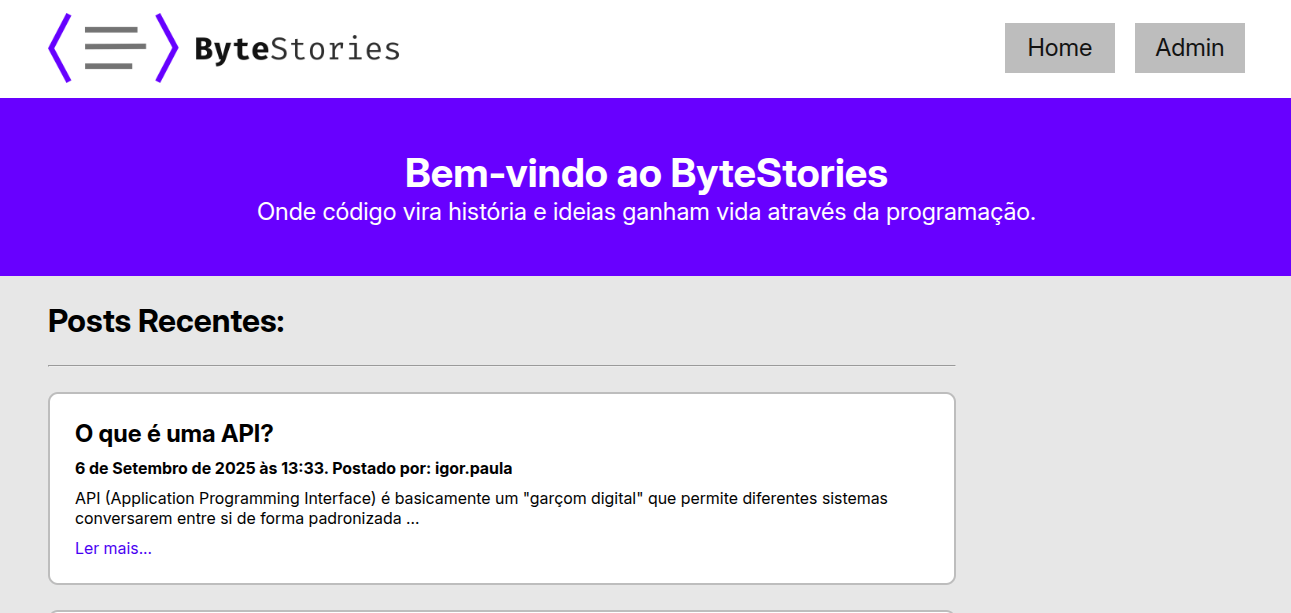 ByteStories
Home
Admin
Bem-vindo ao ByteStories
Onde código vira história e ideias ganham vida através da programação.
Posts Recentes:
O que é uma API?
6 de Setembro de 2025 às 13:33. Postado por: igor.paula
API (Application Programming Interface) é basicamente um "garçom digital" que permite diferentes sistemas
conversarem entre si de forma padronizada ...
Ler mais...